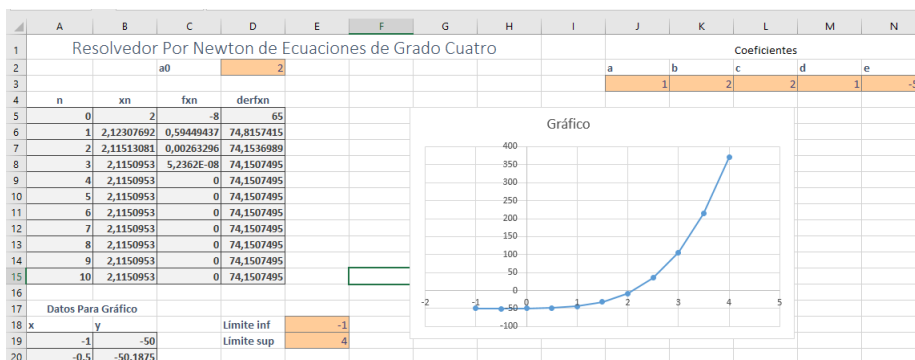 A B C D E F G H I J K L M N
1 Resolvedor Por Newton de Ecuaciones de Grado Cuatro Coeficientes
2 a0 2 a b c d e
3 1 2 2 1
4 n xn fxn derfxn
5 0 2 -8 65
6 1 2,12307692 0,59449437 74,8157415
7 2 2,11513081 0,00263296 74,1536989
8 3 2,1150953 5,2362E-08 74,1507495
9 4 2,1150953 0 74,1507495
10 5 2,1150953 0 74,1507495
11 6 2,1150953 0 74,1507495
12 7 2,1150953 0 74,1507495
13 8 2,1150953 0 74,1507495
14 9 2,1150953 0 74,1507495
15 10 2,1150953 0 74,1507495
16
17 Datos Para Gráfico
18 x y Límite inf -1
19 -1 -50 Límite sup 4
20 -0,5 -50,1875
Gráfico
400
350
300
250
200
150
100
50
0
-50
-100
-2 -1 0 1 2 3 4 5